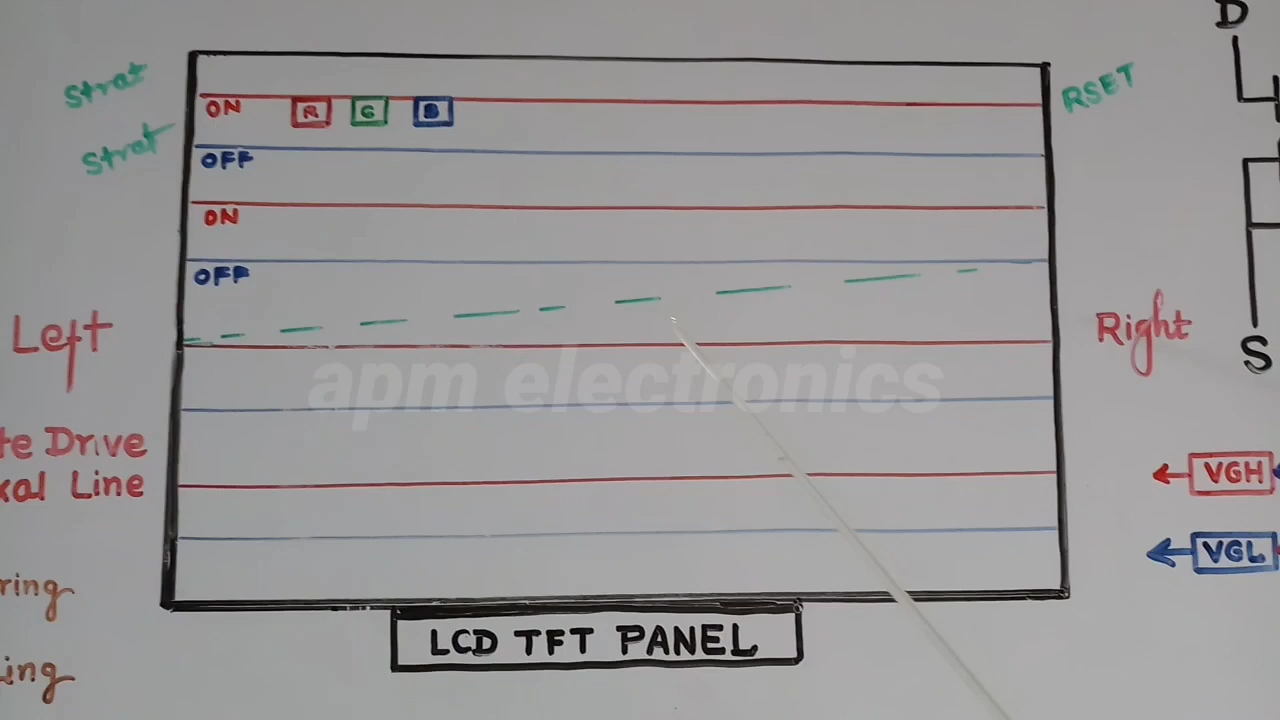 D
Strat
ON
R
G
B
RSET
Strat
OFF
ON
OFF
Left
Right
S
apm electronics
te Drive
xal Line
VGH
VGL
ring
ing
LCD TFT PANEL